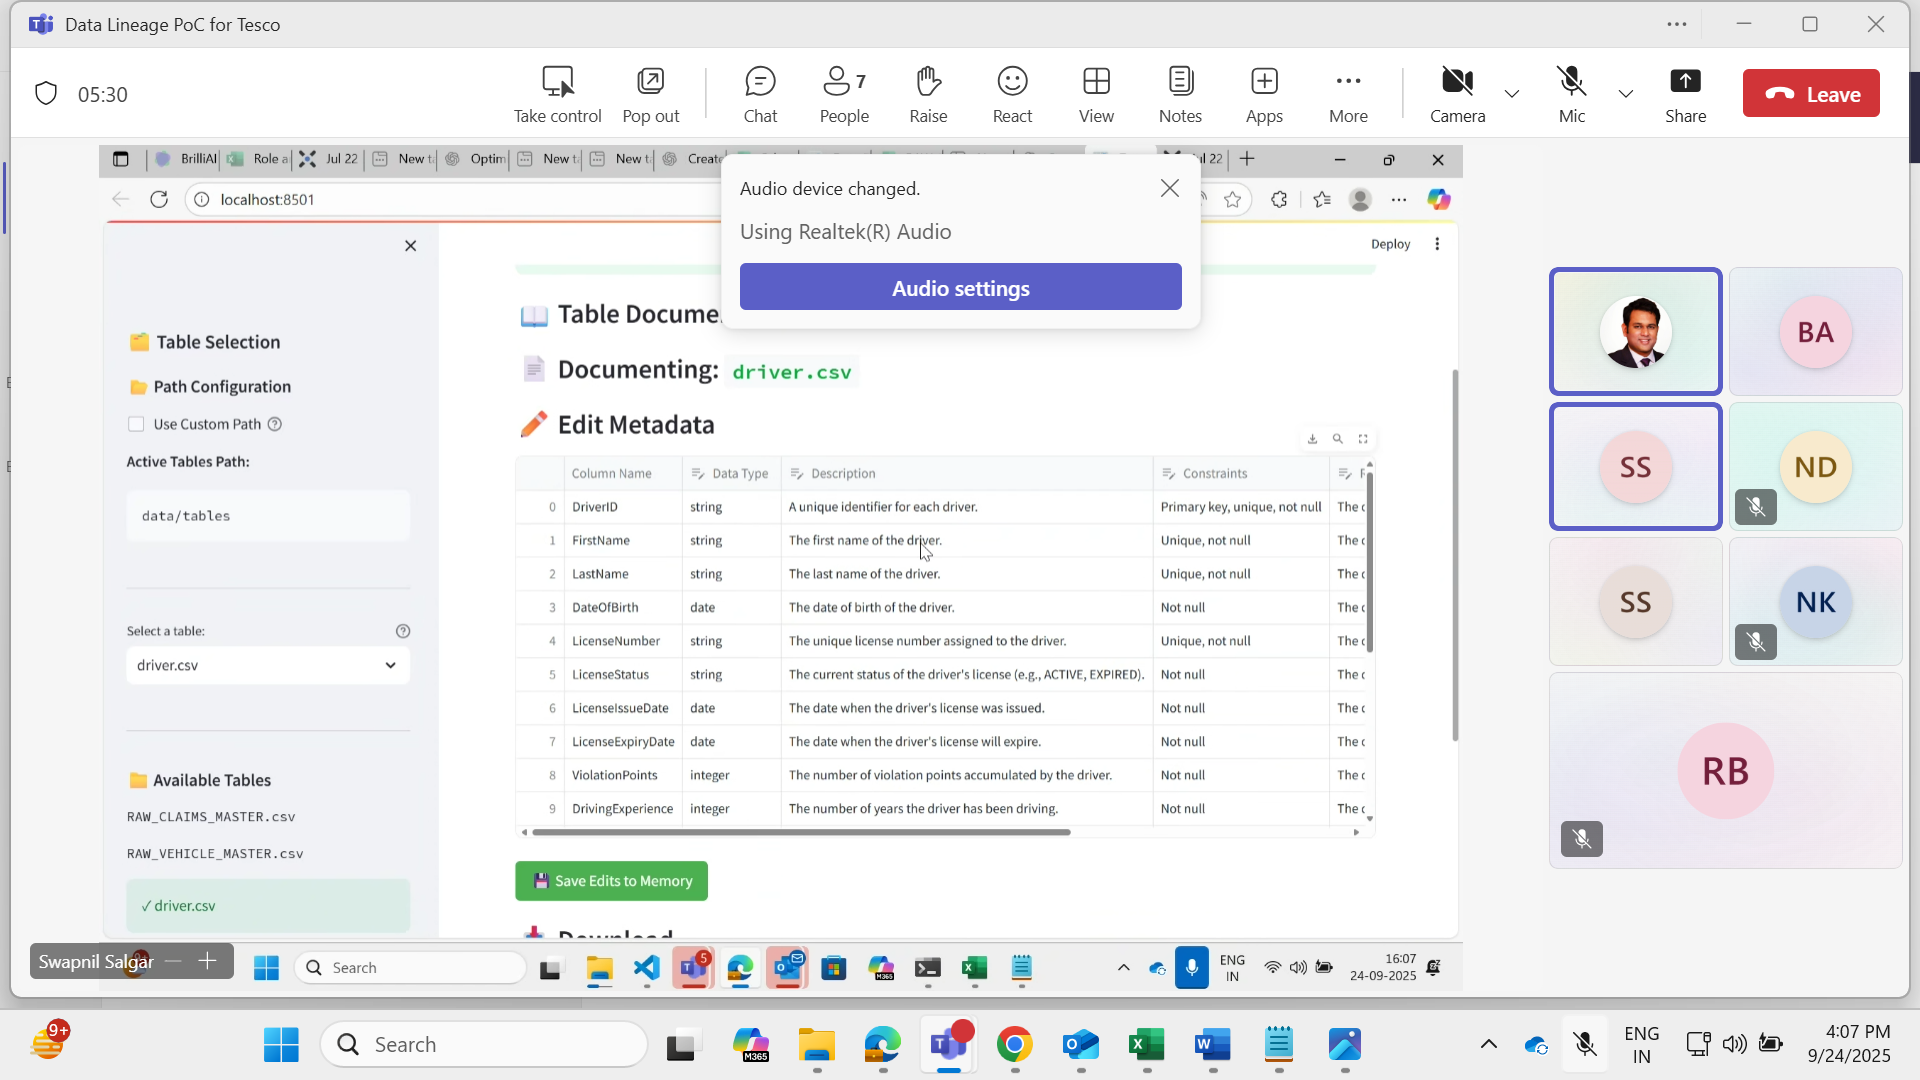 Data Lineage PoC for Tesco
05:30
Take control
Pop out
Chat
7
People
Raise
React
View
Notes
Apps
More
Camera
Mic
Share
Leave
BrilliAI
Role a
Jul 22
New t
Optim
New t
New t
Create
ul 22
localhost:8501
Audio device changed.
Using Realtek(R) Audio
Audio settings
Deploy
Table Selection
Path Configuration
Use Custom Path
Active Tables Path:
data/tables
Select a table:
driver.csv
Available Tables
RAW_CLAIMS_MASTER.csv
RAW_VEHICLE_MASTER.csv
✓ driver.csv
Table Docume
Documenting: driver.csv
Edit Metadata
Column Name Data Type Description Constraints
0 DriverID string A unique identifier for each driver. Primary key, unique, not null The
1 FirstName string The first name of the driver. Unique, not null The
2 LastName string The last name of the driver. Unique, not null The
3 DateOfBirth date The date of birth of the driver. Not null The
4 LicenseNumber string The unique license number assigned to the driver. Unique, not null The
5 LicenseStatus string The current status of the driver's license (e.g., ACTIVE, EXPIRED). Not null The
6 LicenseIssueDate date The date when the driver's license was issued. Not null The
7 LicenseExpiryDate date The date when the driver's license will expire. Not null The
8 ViolationPoints integer The number of violation points accumulated by the driver. Not null The
9 DrivingExperience integer The number of years the driver has been driving. Not null The
Save Edits to Memory
Download
BA
SS
ND
SS
NK
RB
Swapnil Salgar
Search
5
M365
ENG
IN
16:07
24-09-2025
9+
Search
M365
ENG
IN
4:07 PM
9/24/2025